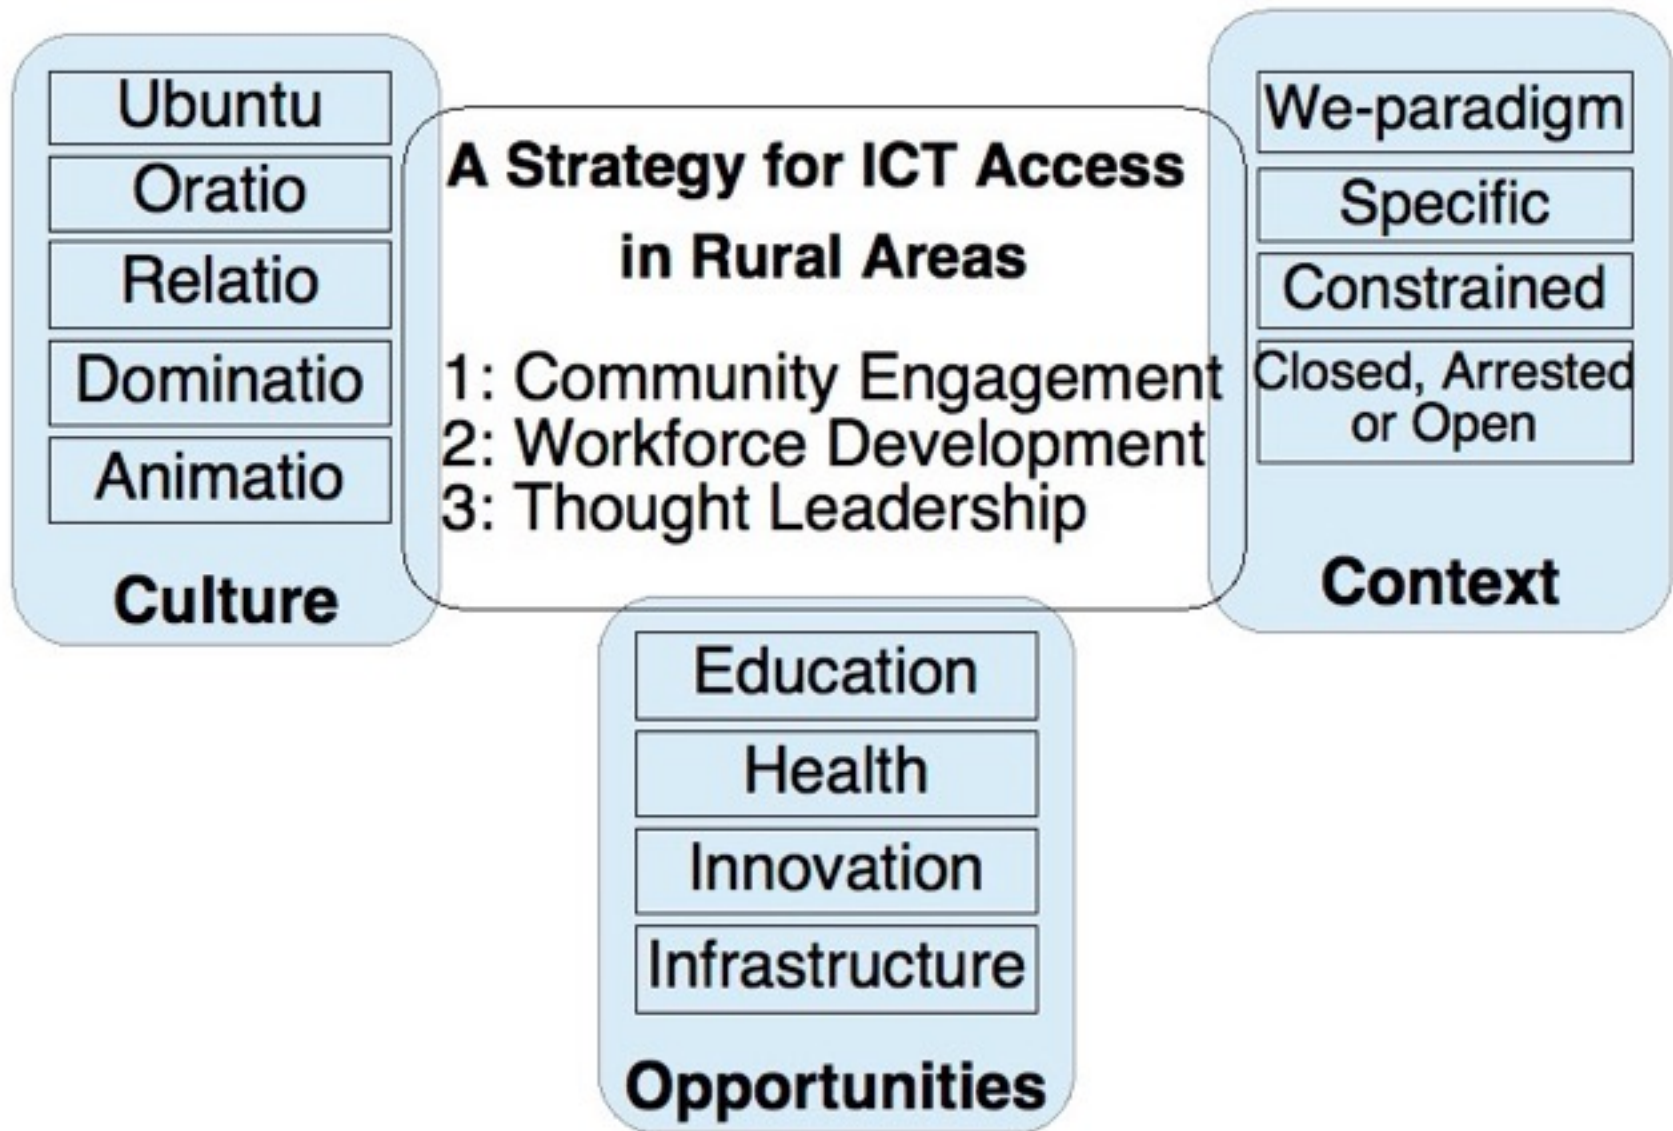 Ubuntu
Oratio
Relatio
Dominatio
Animatio
Culture
A Strategy for ICT Access
in Rural Areas
1: Community Engagement
2: Workforce Development
3: Thought Leadership
We-paradigm
Specific
Constrained
Closed, Arrested
or Open
Context
Education
Health
Innovation
Infrastructure
Opportunities